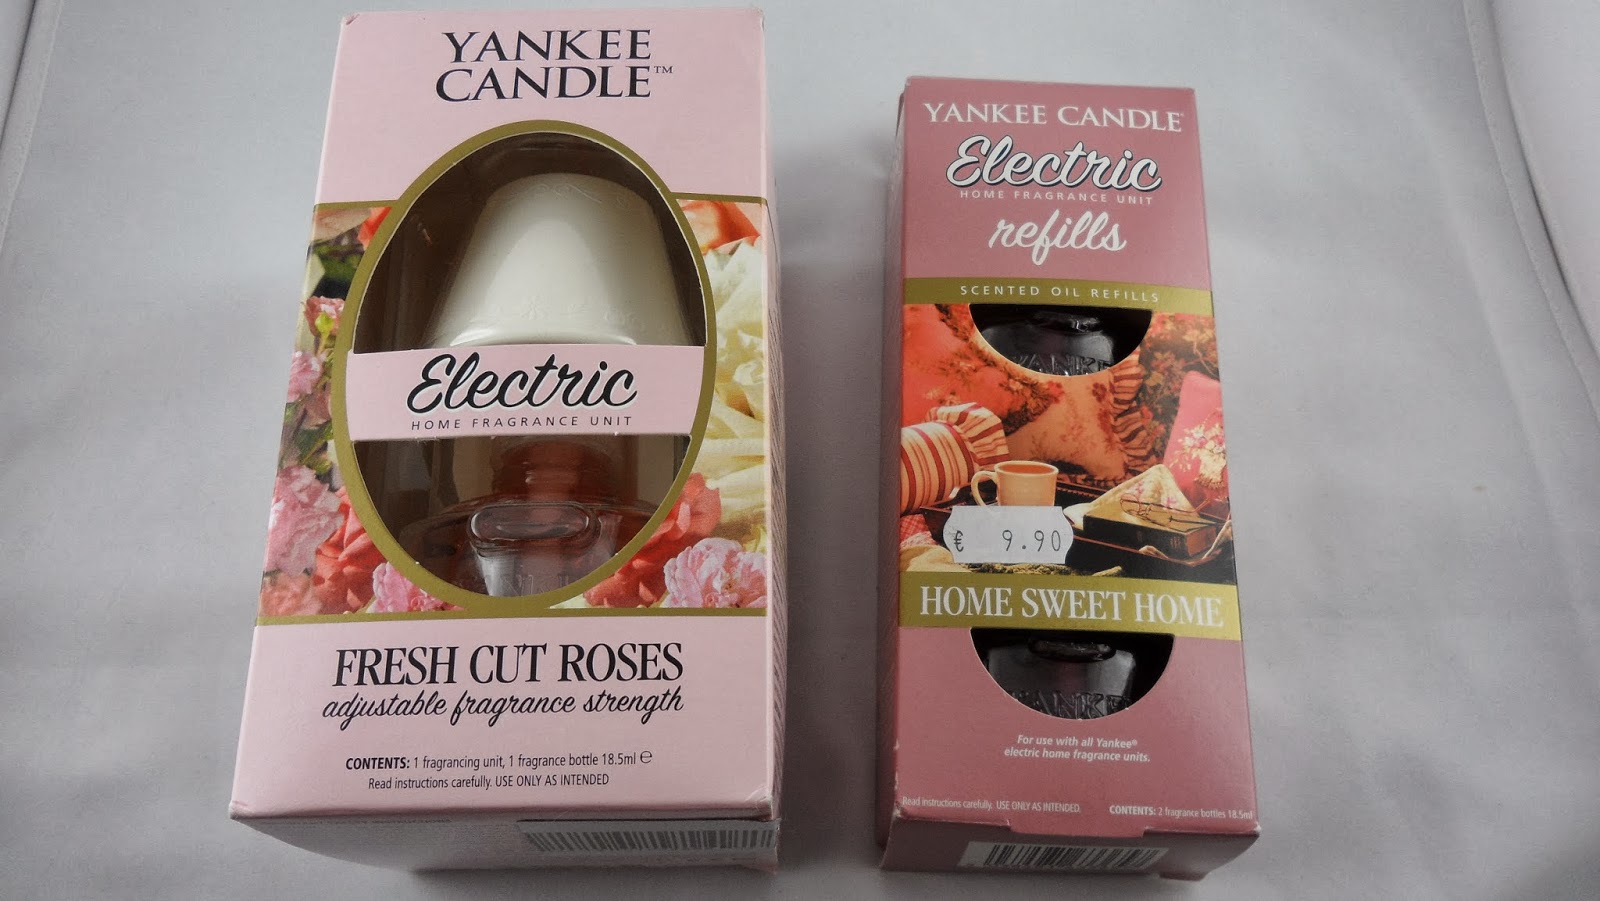 YANKEE
CANDLE™
Electric
HOME FRAGRANCE UNIT
FRESH CUT ROSES
adjustable fragrance strength
CONTENTS: 1 fragrancing unit, 1 fragrance bottle 18.5ml ℮
Read instructions carefully. USE ONLY AS INTENDED
YANKEE CANDLE®
Electric
HOME FRAGRANCE UNIT
refills
SCENTED OIL REFILLS
YANKE
€ 9.90
HOME SWEET HOME
YANKE
For use with all Yankee®
electric home fragrance units.
Read instructions carefully. USE ONLY AS INTENDED.
CONTENTS: 2 fragrance bottles 18.5ml